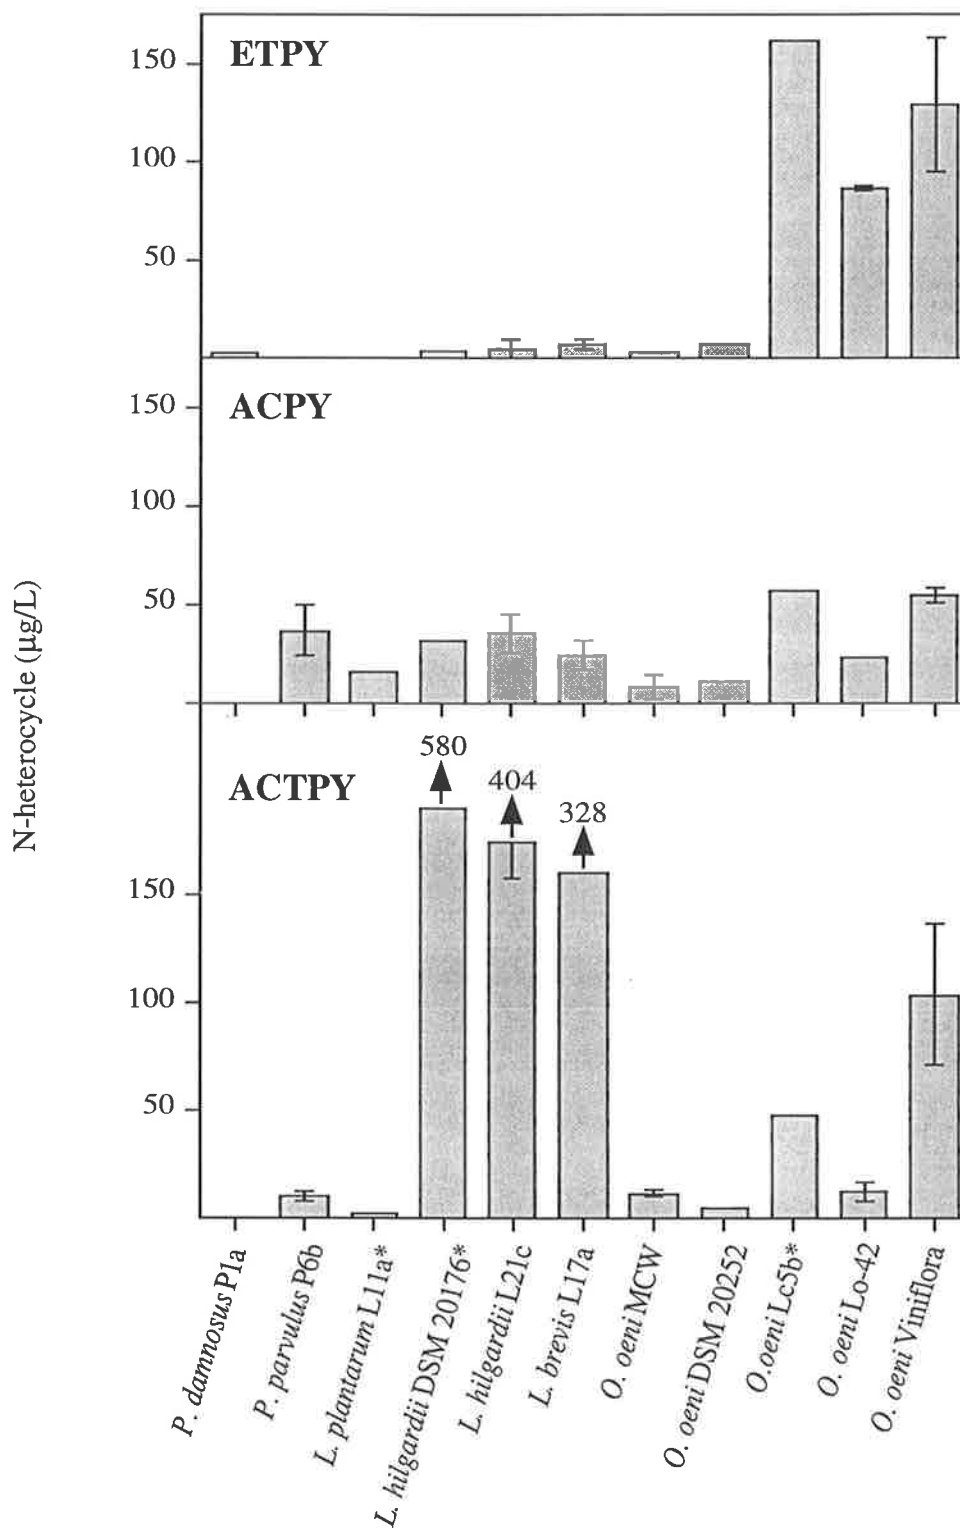 ETPY
150
100
50
ACPY
150
100
50
N-heterocycle (µg/L)
ACTPY
580
404
328
150
100
50
P. damnosus P1a
P. parvulus P6b
L. plantarum L11a*
L. hilgardii DSM 20176*
L. hilgardii L21c
L. brevis L17a
O. oeni MCW
O. oeni DSM 20252
O.oeni Lc5b*
O. oeni Lo-42
O. oeni Viniflora